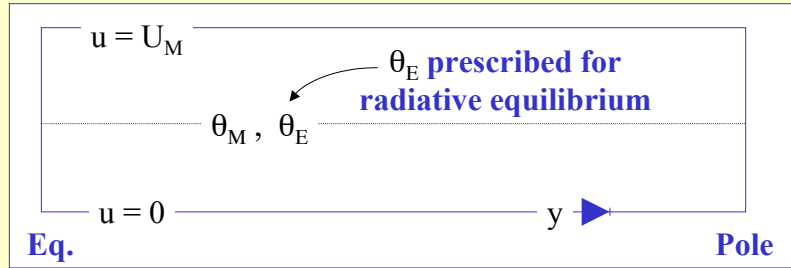 u = U_M
θ_E prescribed for
radiative equilibrium
θ_M , θ_E
u = 0 y
Eq. Pole